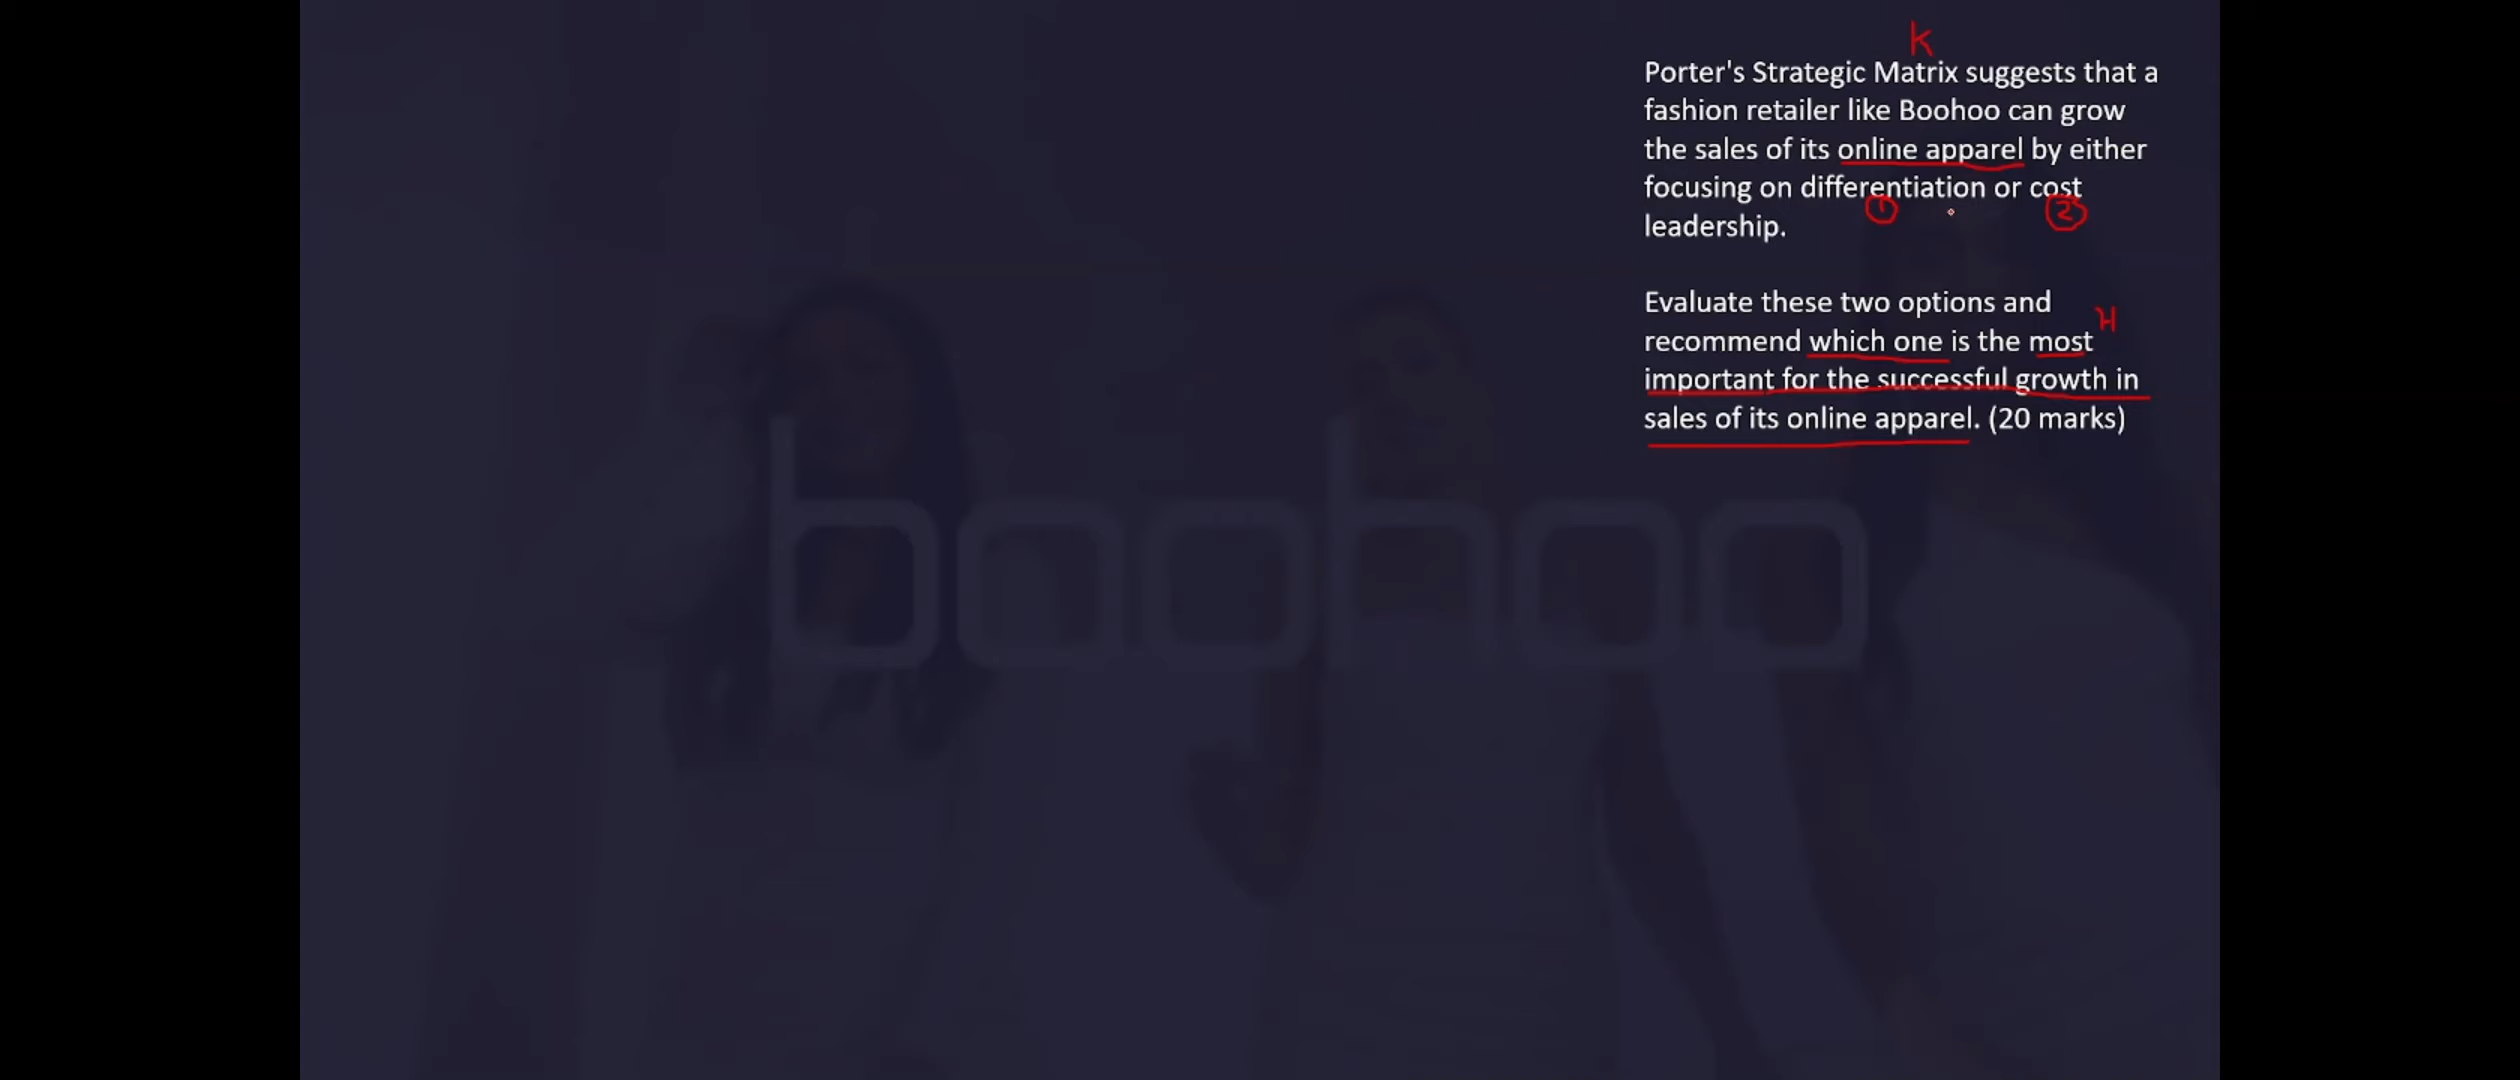 K
Porter's Strategic Matrix suggests that a
fashion retailer like Boohoo can grow
the sales of its online apparel by either
focusing on differentiation or cost
1 2
leadership.
Evaluate these two options and
recommend which one is the most
important for the successful growth in
sales of its online apparel. (20 marks)
boohoo